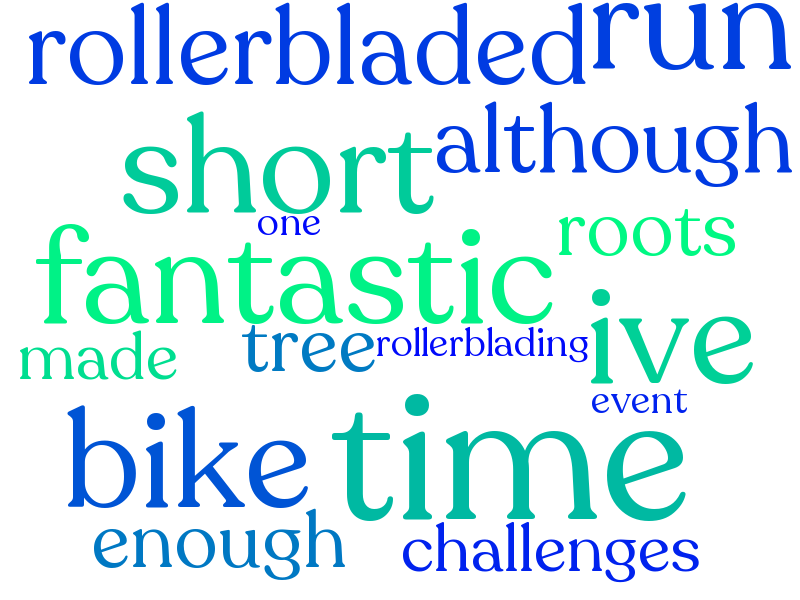 rollerbladed run
although
short
one
roots
fantastic
ive
made
tree
rollerblading
event
bike
time
enough
challenges